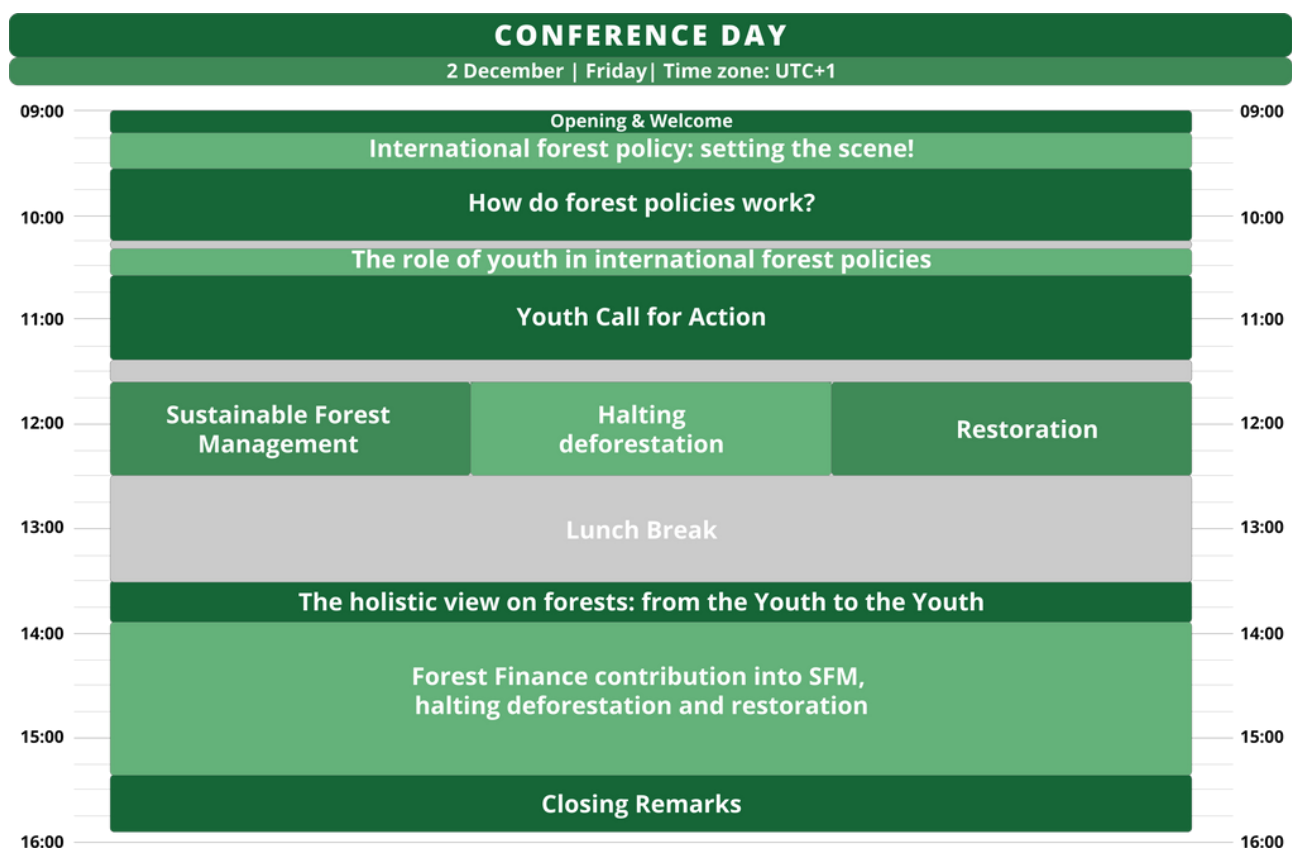 CONFERENCE DAY
2 December | Friday| Time zone: UTC+1
09:00 09:00
Opening & Welcome
International forest policy: setting the scene!
How do forest policies work?
10:00 10:00
The role of youth in international forest policies
Youth Call for Action
11:00 11:00
Sustainable Forest
Management
Halting
deforestation
Restoration
12:00 12:00
Lunch Break
13:00 13:00
The holistic view on forests: from the Youth to the Youth
14:00 14:00
Forest Finance contribution into SFM,
halting deforestation and restoration
15:00 15:00
Closing Remarks
16:00 16:00